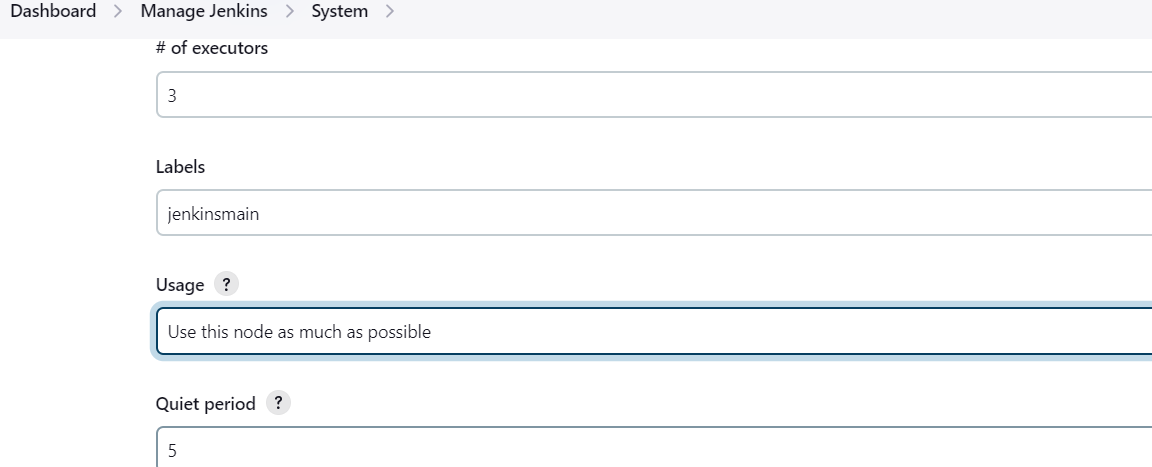 Dashboard > Manage Jenkins > System >
# of executors
3
Labels
jenkinsmain
Usage ?
Use this node as much as possible
Quiet period ?
5